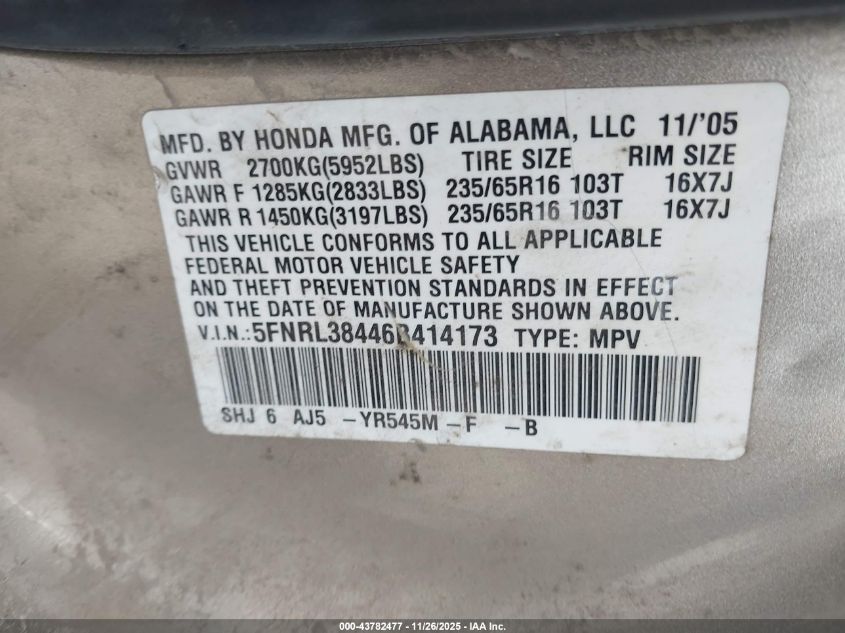 MFD. BY HONDA MFG. OF ALABAMA, LLC 11/'05
GVWR 2700KG(5952LBS) TIRE SIZE RIM SIZE
GAWR F 1285KG(2833LBS) 235/65R16 103T 16X7J
GAWR R 1450KG(3197LBS) 235/65R16 103T 16X7J
THIS VEHICLE CONFORMS TO ALL APPLICABLE
FEDERAL MOTOR VEHICLE SAFETY
AND THEFT PREVENTION STANDARDS IN EFFECT
ON THE DATE OF MANUFACTURE SHOWN ABOVE.
V.I.N.: 5FNRL38446B414173 TYPE: MPV
SHJ 6 AJ5 -YR545M -F -B
000-43782477 - 11/26/2025 - IAA Inc.